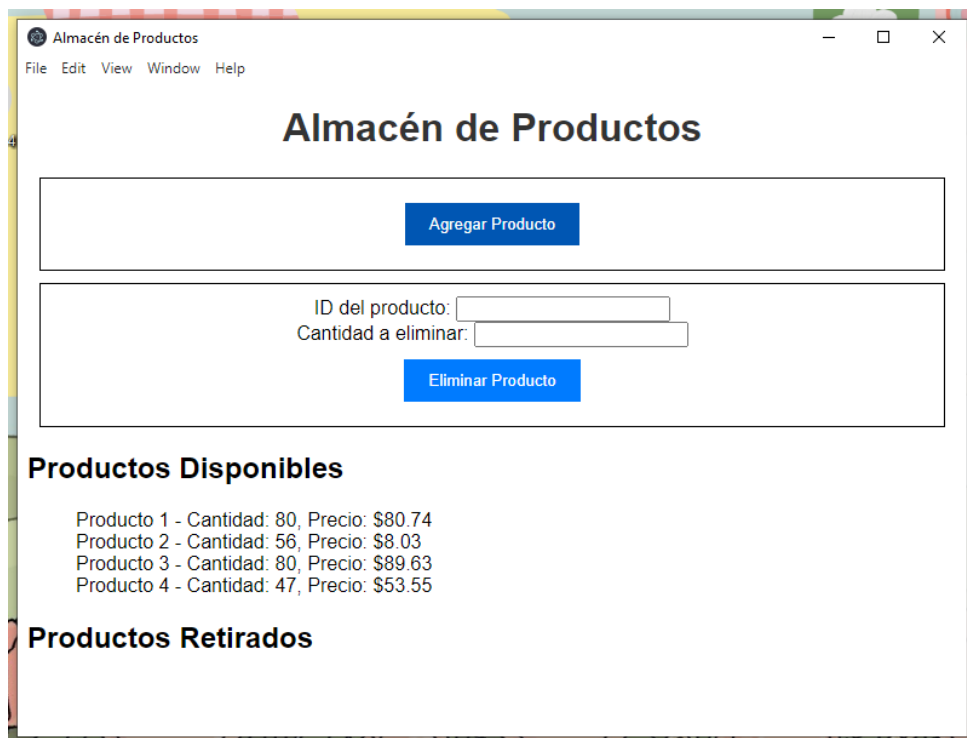 Almacén de Productos
File Edit View Window Help
Almacén de Productos
Agregar Producto
ID del producto:
Cantidad a eliminar:
Eliminar Producto
Productos Disponibles
Producto 1 - Cantidad: 80, Precio: $80.74
Producto 2 - Cantidad: 56, Precio: $8.03
Producto 3 - Cantidad: 80, Precio: $89.63
Producto 4 - Cantidad: 47, Precio: $53.55
Productos Retirados